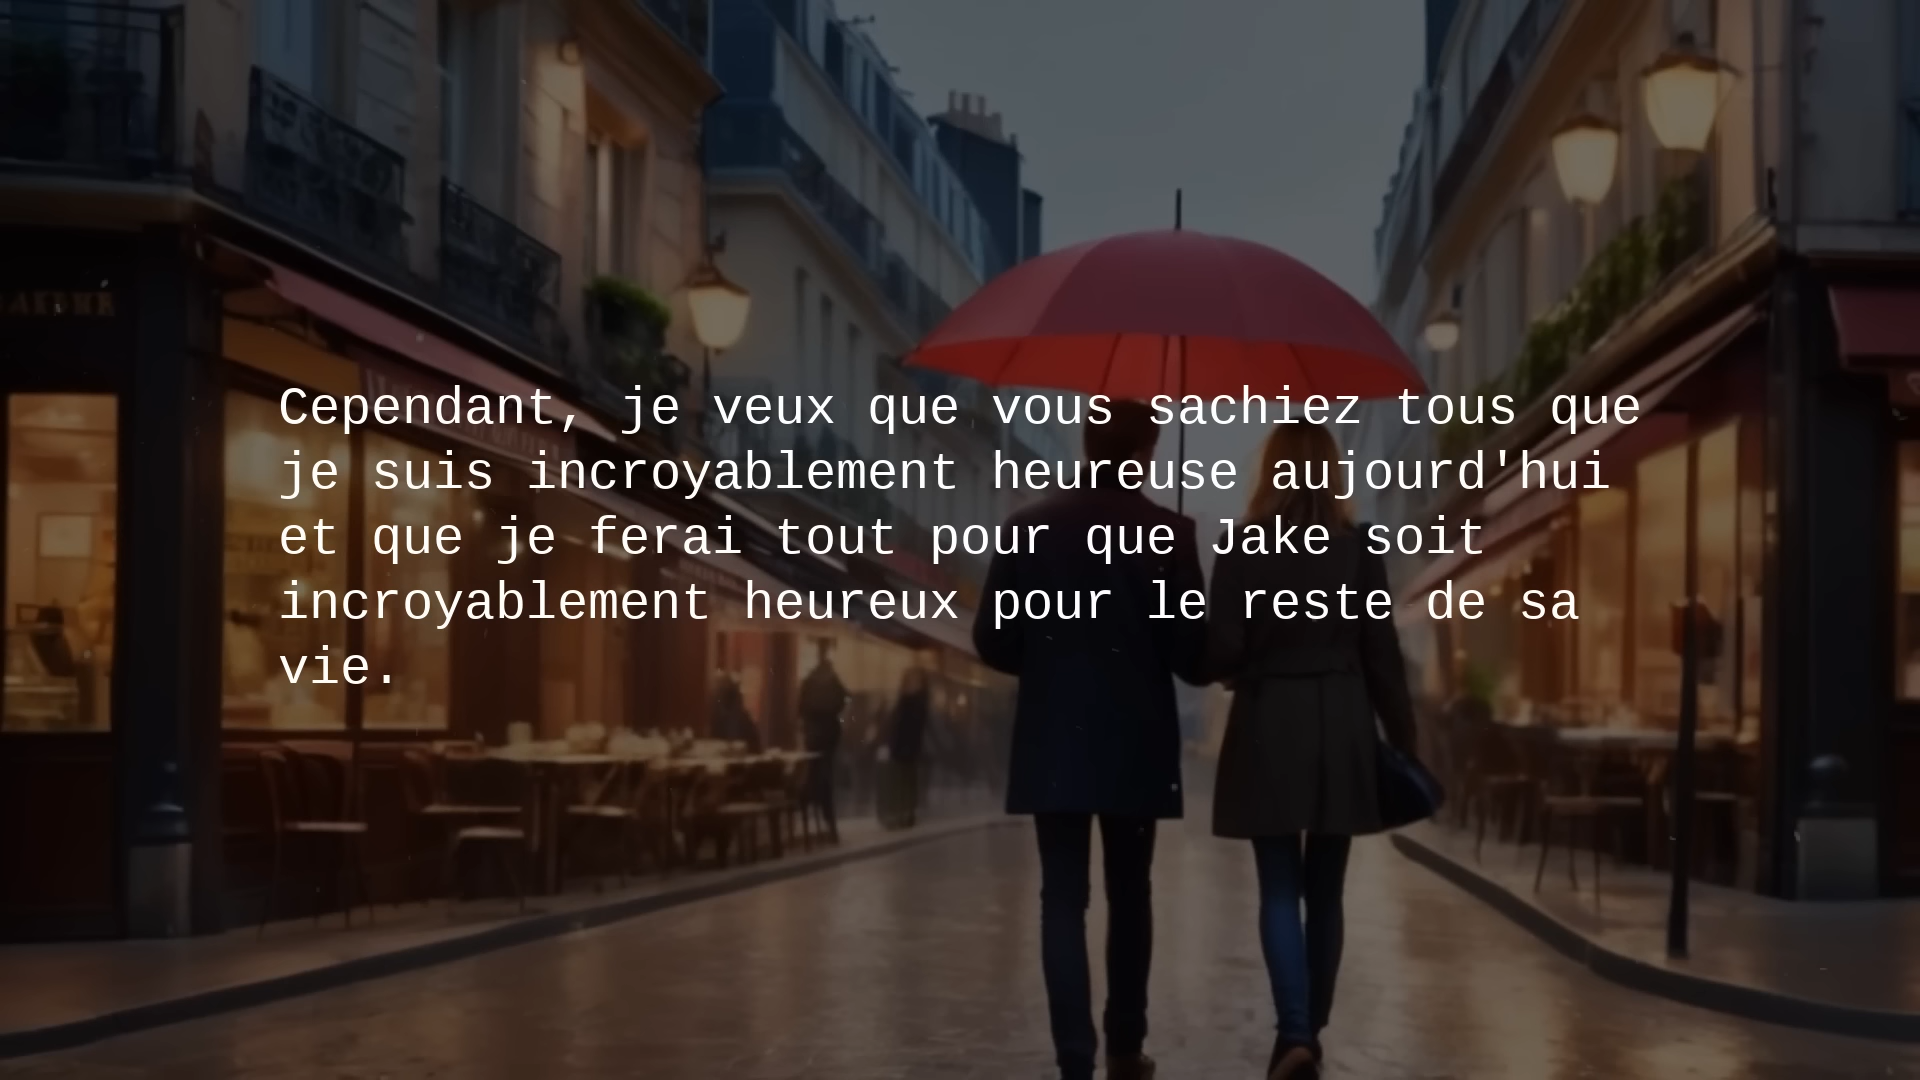 Cependant, je veux que vous sachiez tous que
je suis incroyablement heureuse aujourd'hui
et que je ferai tout pour que Jake soit
incroyablement heureux pour le reste de sa
vie.